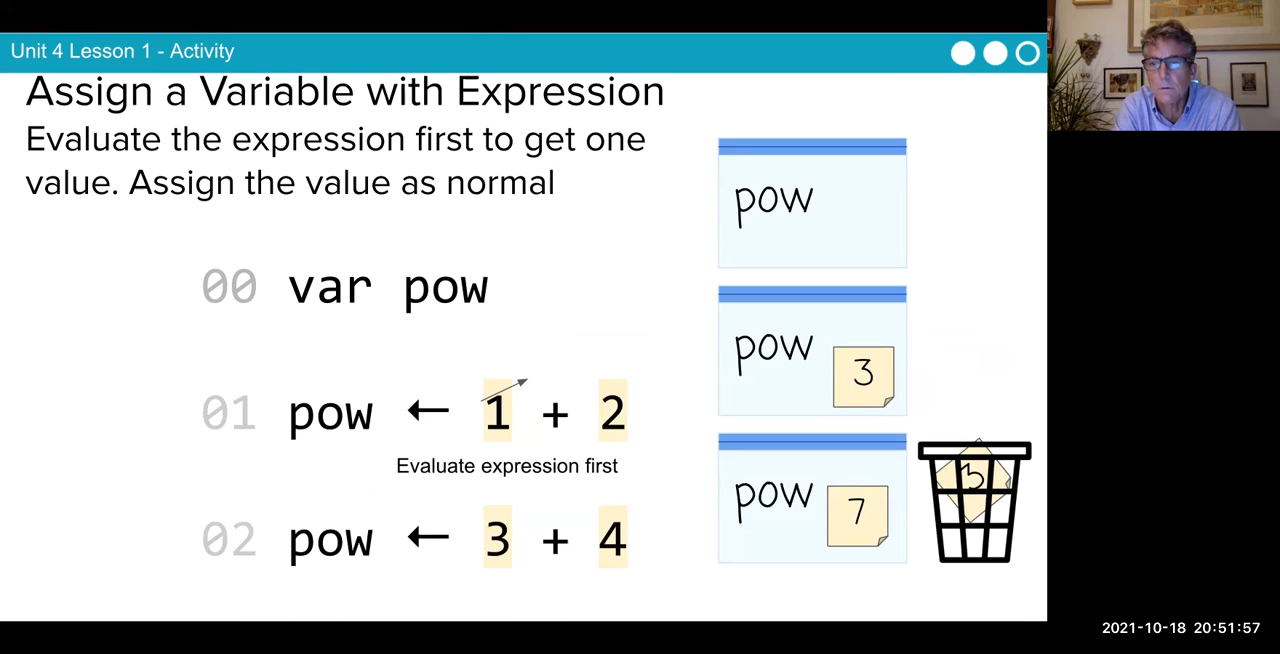 Unit 4 Lesson 1 - Activity
Assign a Variable with Expression
Evaluate the expression first to get one
value. Assign the value as normal
pow
00 var pow
pow 3
01 pow ← 1 + 2
Evaluate expression first
pow 7
3
02 pow ← 3 + 4
2021-10-18 20:51:57